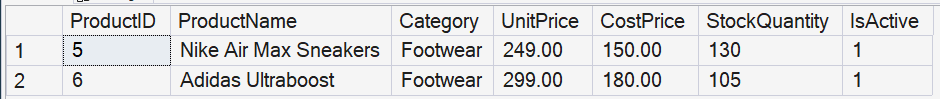 ProductID ProductName Category UnitPrice CostPrice StockQuantity IsActive
1 5 Nike Air Max Sneakers Footwear 249.00 150.00 130 1
2 6 Adidas Ultraboost Footwear 299.00 180.00 105 1